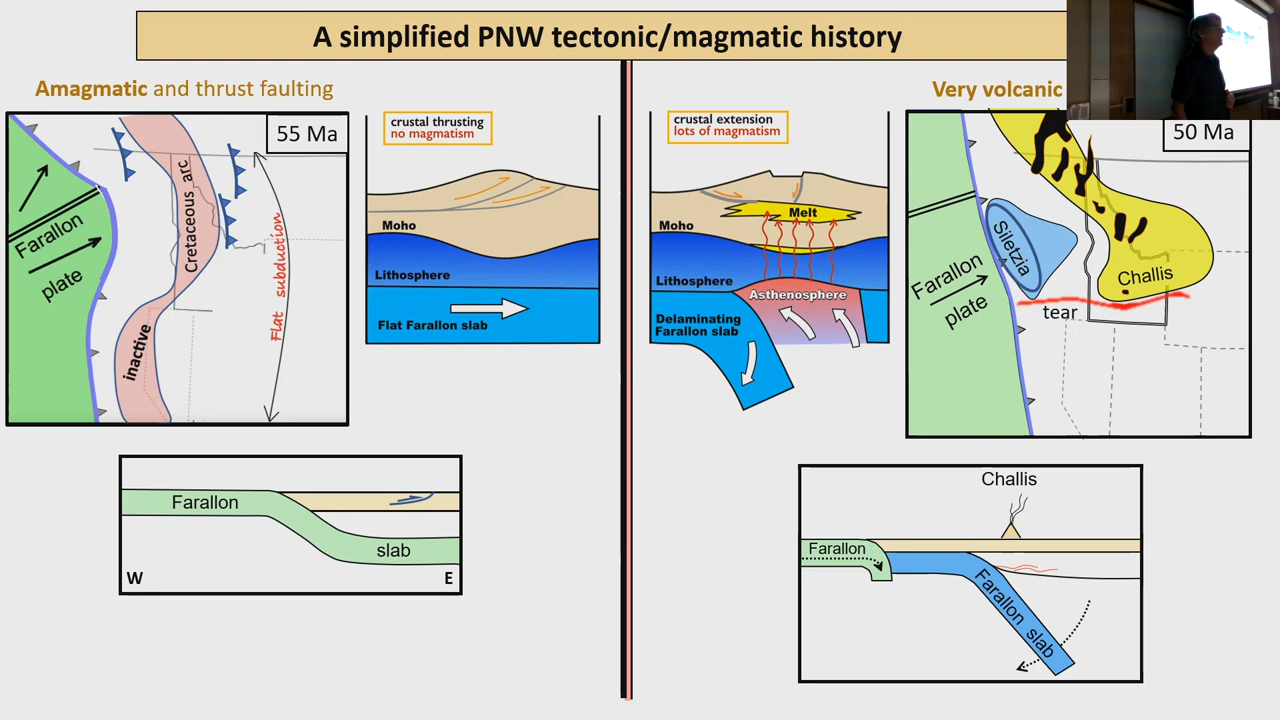 A simplified PNW tectonic/magmatic history
Amagmatic and thrust faulting
Very volcanic
55 Ma
Cretaceous arc
Farallon
plate
inactive
Flat subduction
crustal thrusting
no magmatism
Moho
Lithosphere
Flat Farallon slab
crustal extension
lots of magmatism
Melt
Moho
Lithosphere
Asthenosphere
Delaminating
Farallon slab
50 Ma
Siletzia
Farallon
plate
Challis
tear
Farallon
slab
W
E
Challis
Farallon
Farallon slab